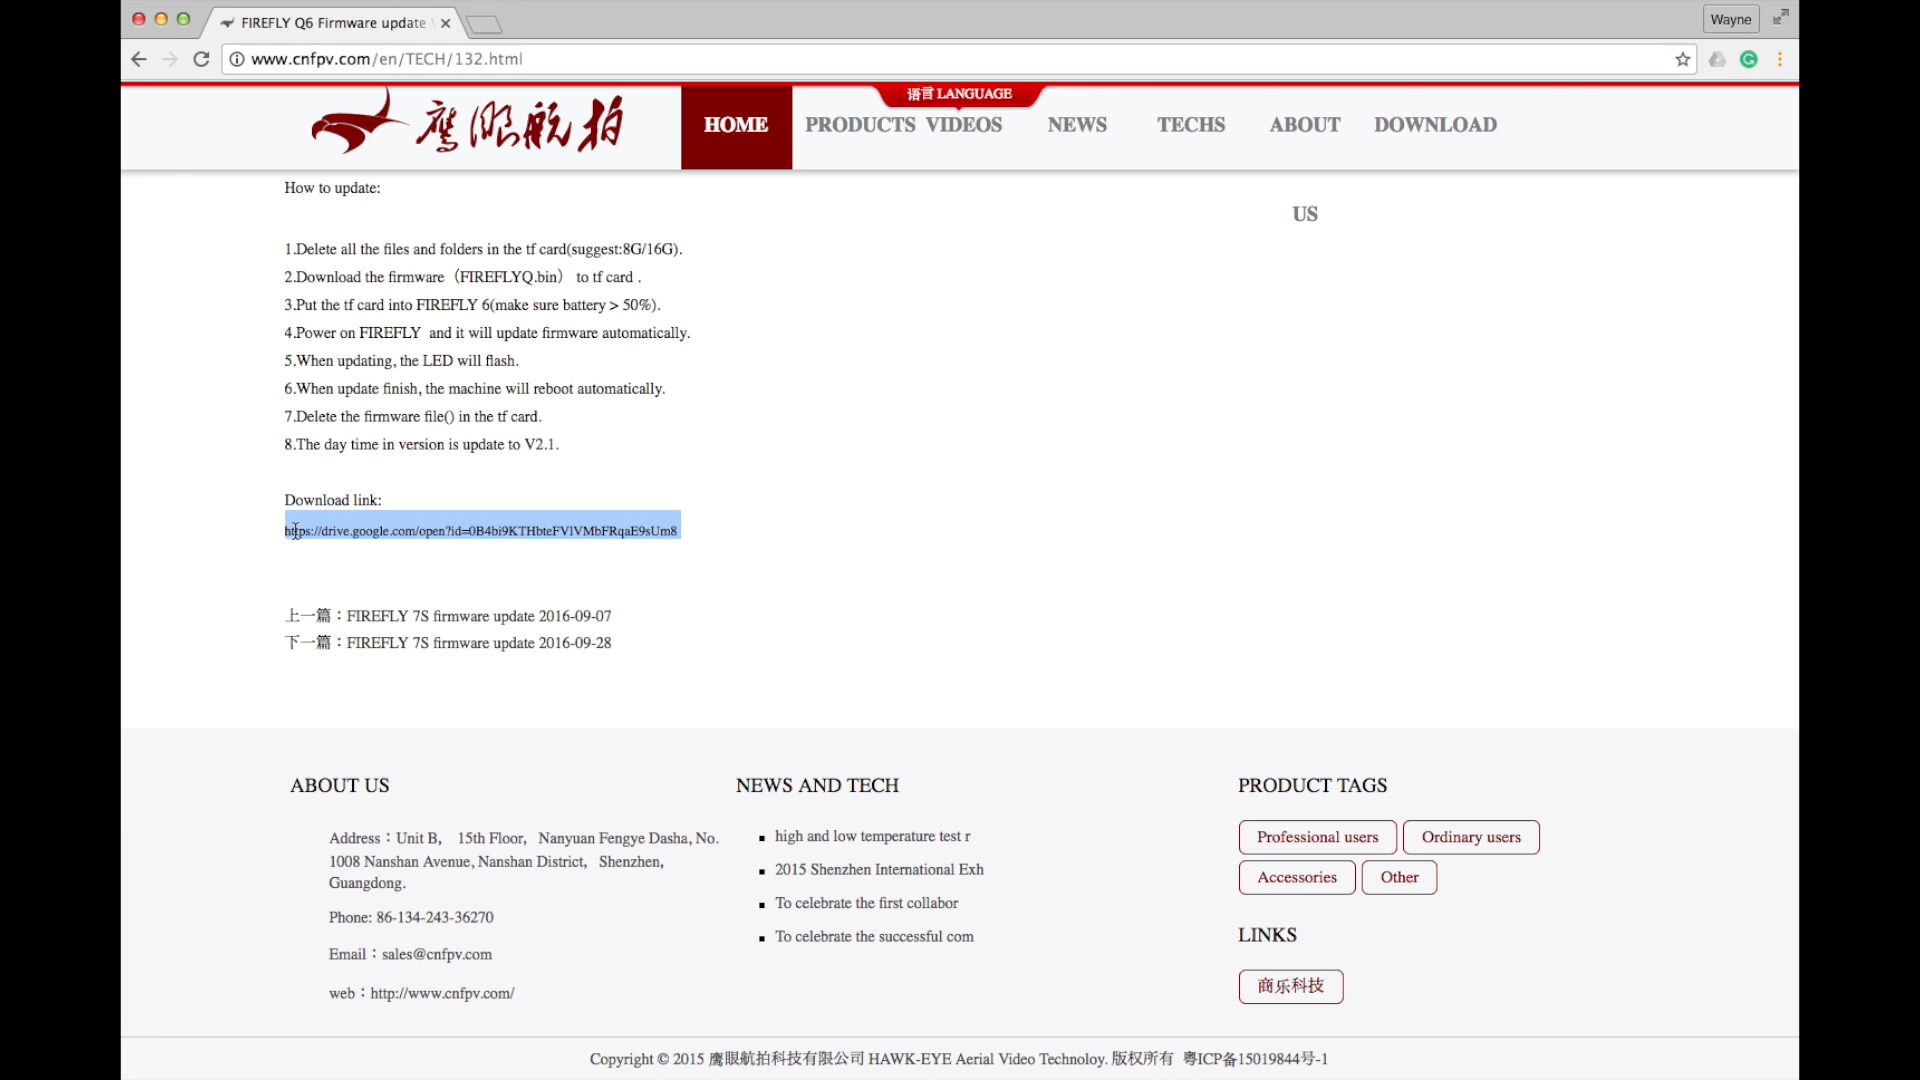 FIREFLY Q6 Firmware update
Wayne
www.cnfpv.com/en/TECH/132.html
语言 LANGUAGE
鹰眼航拍
HOME
PRODUCTS
VIDEOS
NEWS
TECHS
ABOUT US
DOWNLOAD
How to update:
1.Delete all the files and folders in the tf card(suggest:8G/16G).
2.Download the firmware（FIREFLYQ.bin） to tf card .
3.Put the tf card into FIREFLY 6(make sure battery > 50%).
4.Power on FIREFLY and it will update firmware automatically.
5.When updating, the LED will flash.
6.When update finish, the machine will reboot automatically.
7.Delete the firmware file() in the tf card.
8.The day time in version is update to V2.1.
Download link:
https://drive.google.com/open?id=0B4bi9KTHbteFVlVMbFRqaE9sUm8
上一篇：FIREFLY 7S firmware update 2016-09-07
下一篇：FIREFLY 7S firmware update 2016-09-28
ABOUT US
Address：Unit B, 15th Floor, Nanyuan Fengye Dasha, No.
1008 Nanshan Avenue, Nanshan District, Shenzhen,
Guangdong.
Phone: 86-134-243-36270
Email：sales@cnfpv.com
web：http://www.cnfpv.com/
NEWS AND TECH
high and low temperature test r
2015 Shenzhen International Exh
To celebrate the first collabor
To celebrate the successful com
PRODUCT TAGS
Professional users
Ordinary users
Accessories
Other
LINKS
商乐科技
Copyright © 2015 鹰眼航拍科技有限公司 HAWK-EYE Aerial Video Technoloy. 版权所有 粤ICP备15019844号-1